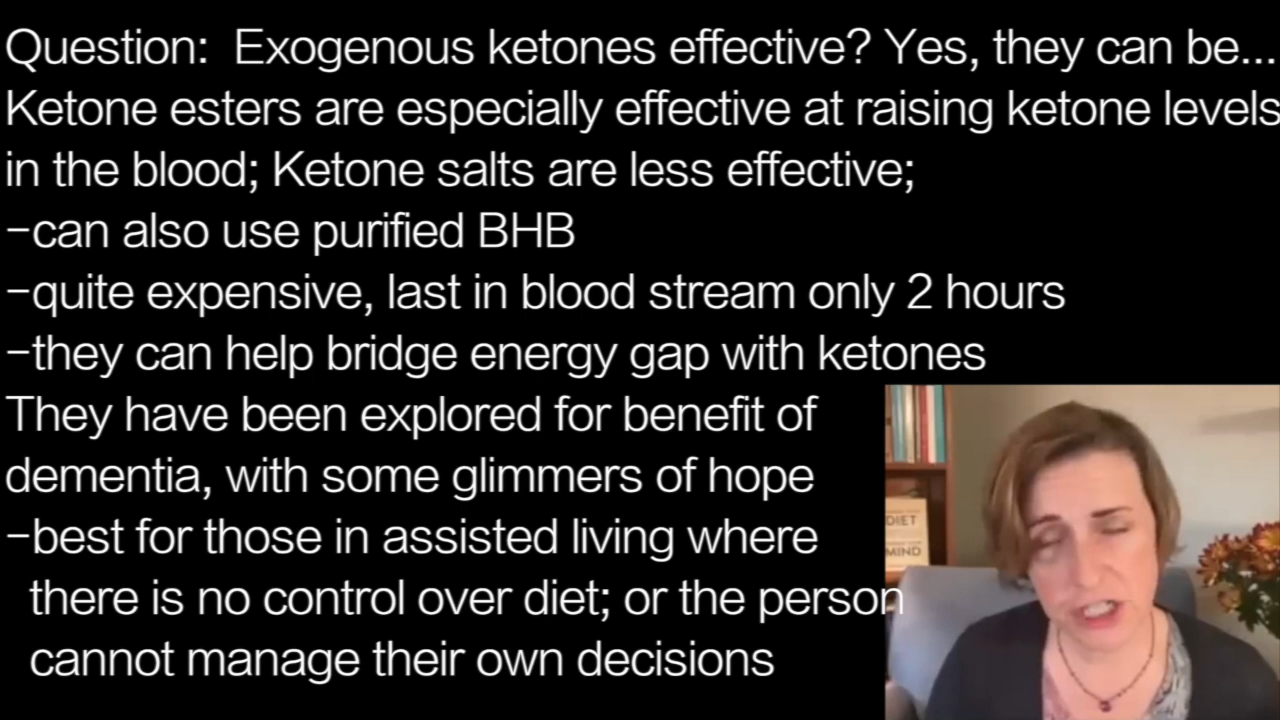 Question:  Exogenous ketones effective? Yes, they can be...
Ketone esters are especially effective at raising ketone levels
in the blood; Ketone salts are less effective;
−can also use purified BHB
−quite expensive, last in blood stream only 2 hours
−they can help bridge energy gap with ketones
They have been explored for benefit of
dementia, with some glimmers of hope
−best for those in assisted living where
there is no control over diet; or the person
cannot manage their own decisions
DIET
MIND